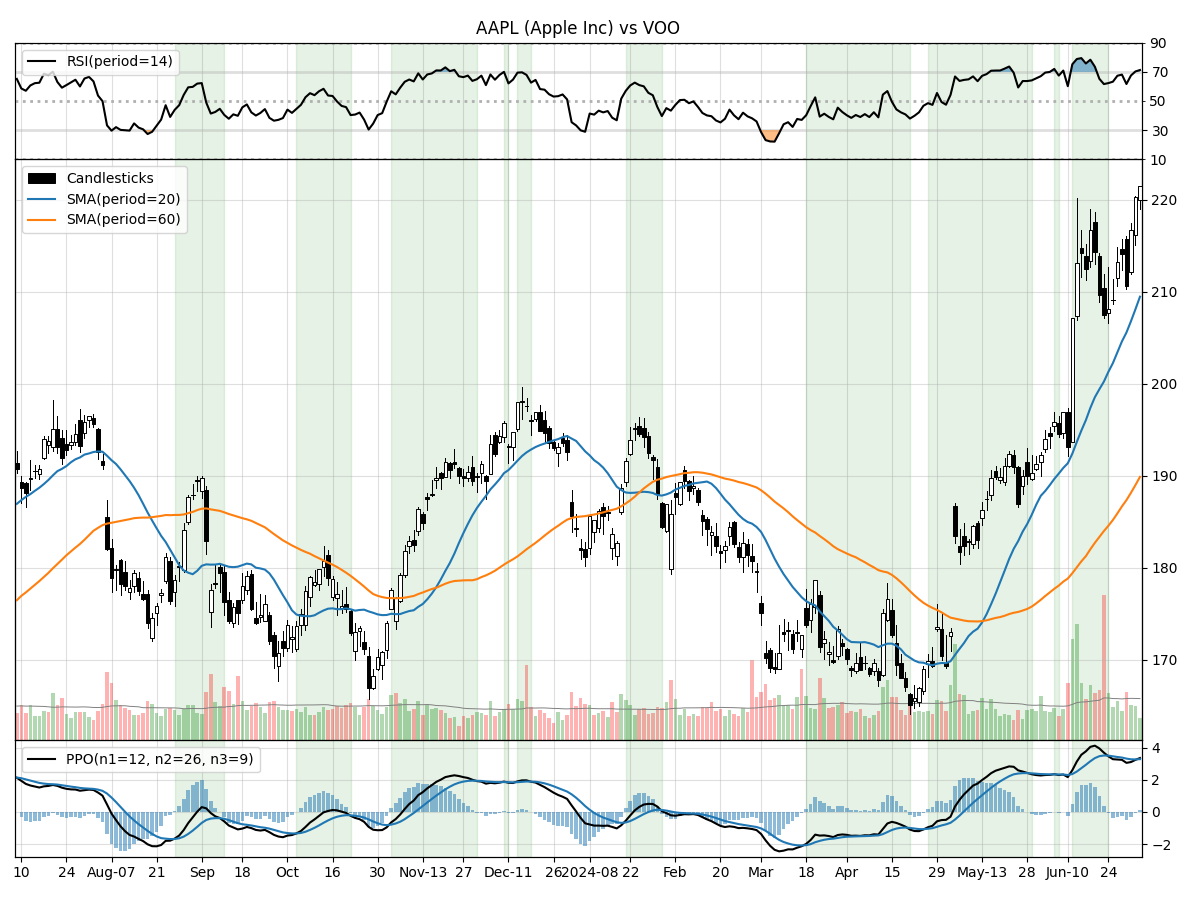 AAPL (Apple Inc) vs VOO
RSI(period=14)
90
70
50
30
10
Candlesticks
SMA(period=20)
SMA(period=60)
220
210
200
190
180
170
PPO(n1=12, n2=26, n3=9)
4
2
0
−2
10 24 Aug-07 21 Sep 18 Oct 16 30 Nov-13 27 Dec-11 26 2024-08 22 Feb 20 Mar 18 Apr 15 29 May-13 28 Jun-10 24